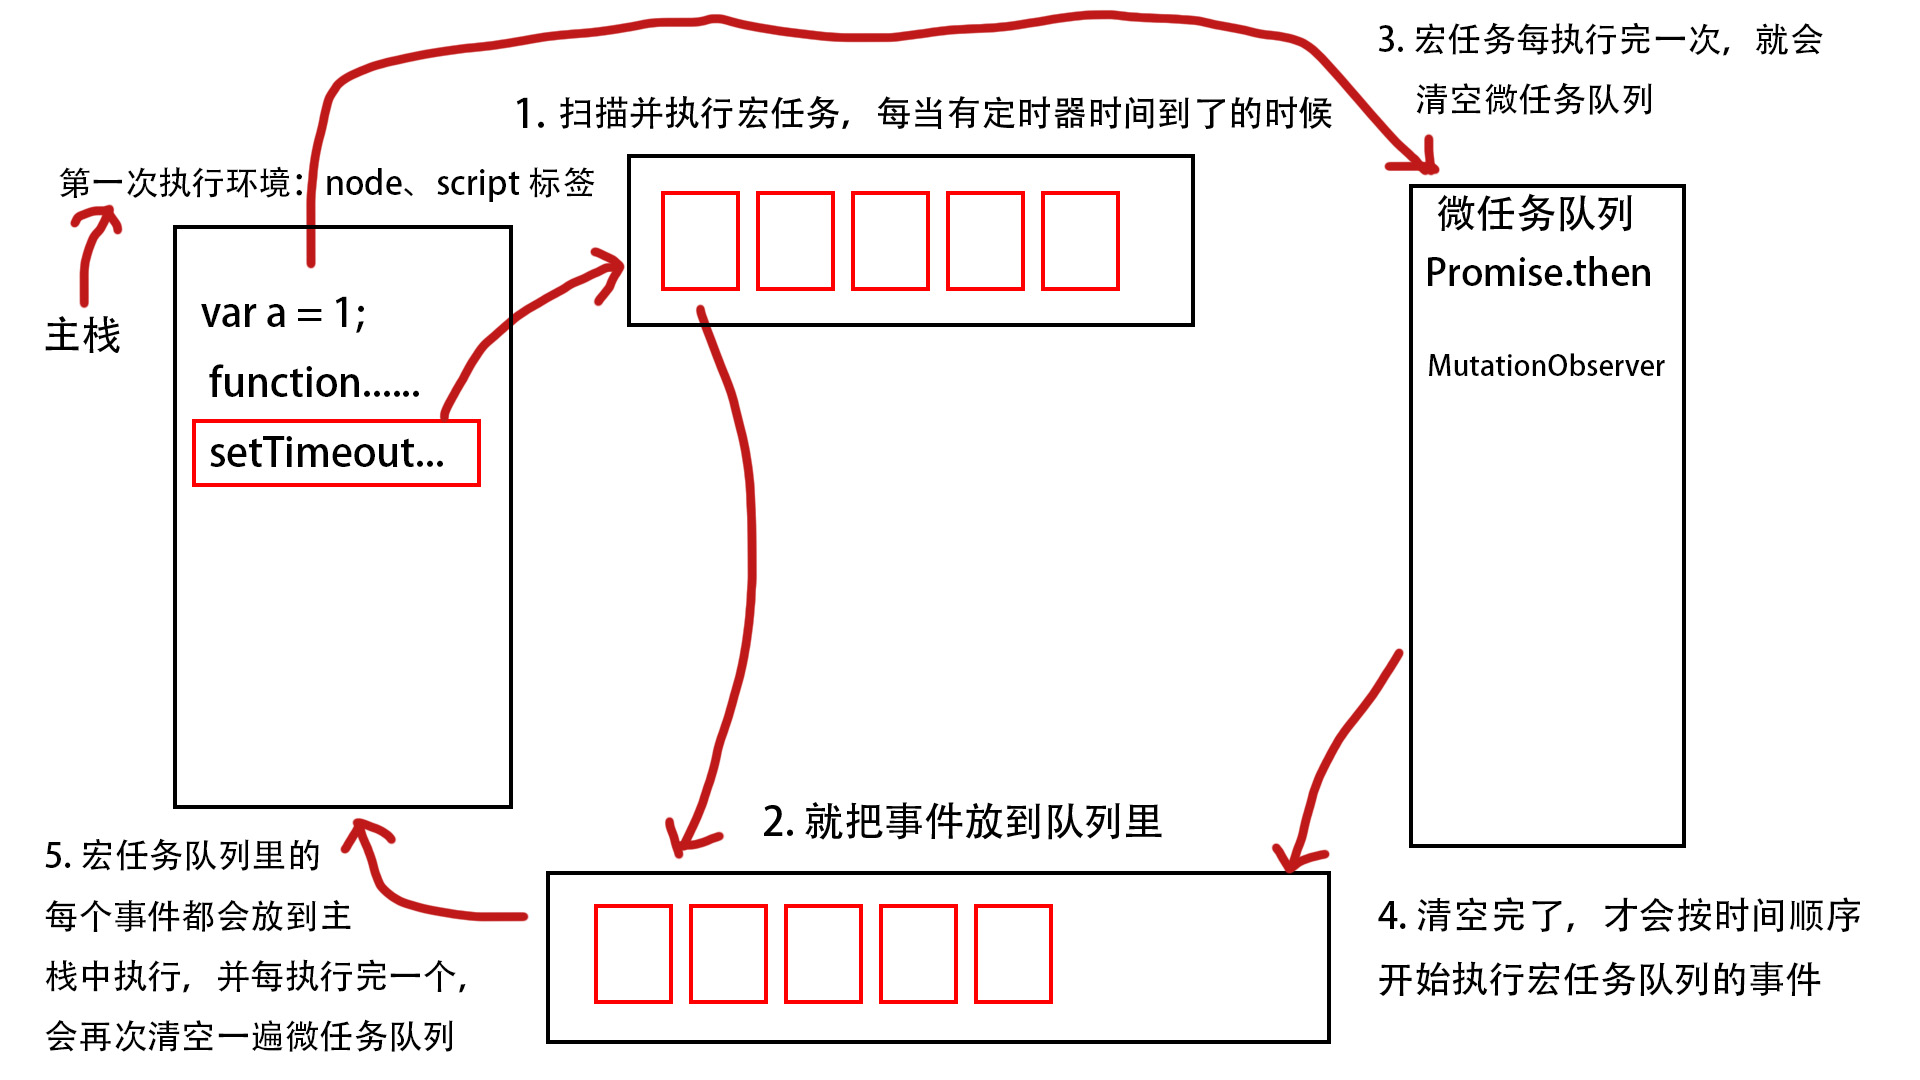 3. 宏任务每执行完一次，就会
清空微任务队列
1. 扫描并执行宏任务，每当有定时器时间到了的时候
第一次执行环境：node、script 标签
主栈
var a = 1;
function......
setTimeout...
微任务队列
Promise.then
MutationObserver
2. 就把事件放到队列里
5. 宏任务队列里的
每个事件都会放到主
栈中执行，并每执行完一个，
会再次清空一遍微任务队列
4. 清空完了，才会按时间顺序
开始执行宏任务队列的事件